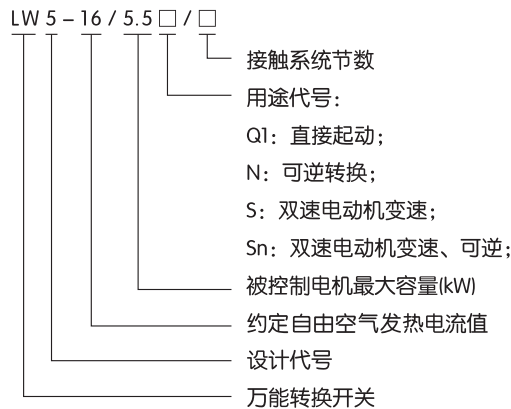 LW5-16/5.5□/□
接触系统节数
用途代号：
Q1：直接起动；
N：可逆转换；
S：双速电动机变速；
Sn：双速电动机变速、可逆；
被控制电机最大容量(kW)
约定自由空气发热电流值
设计代号
万能转换开关